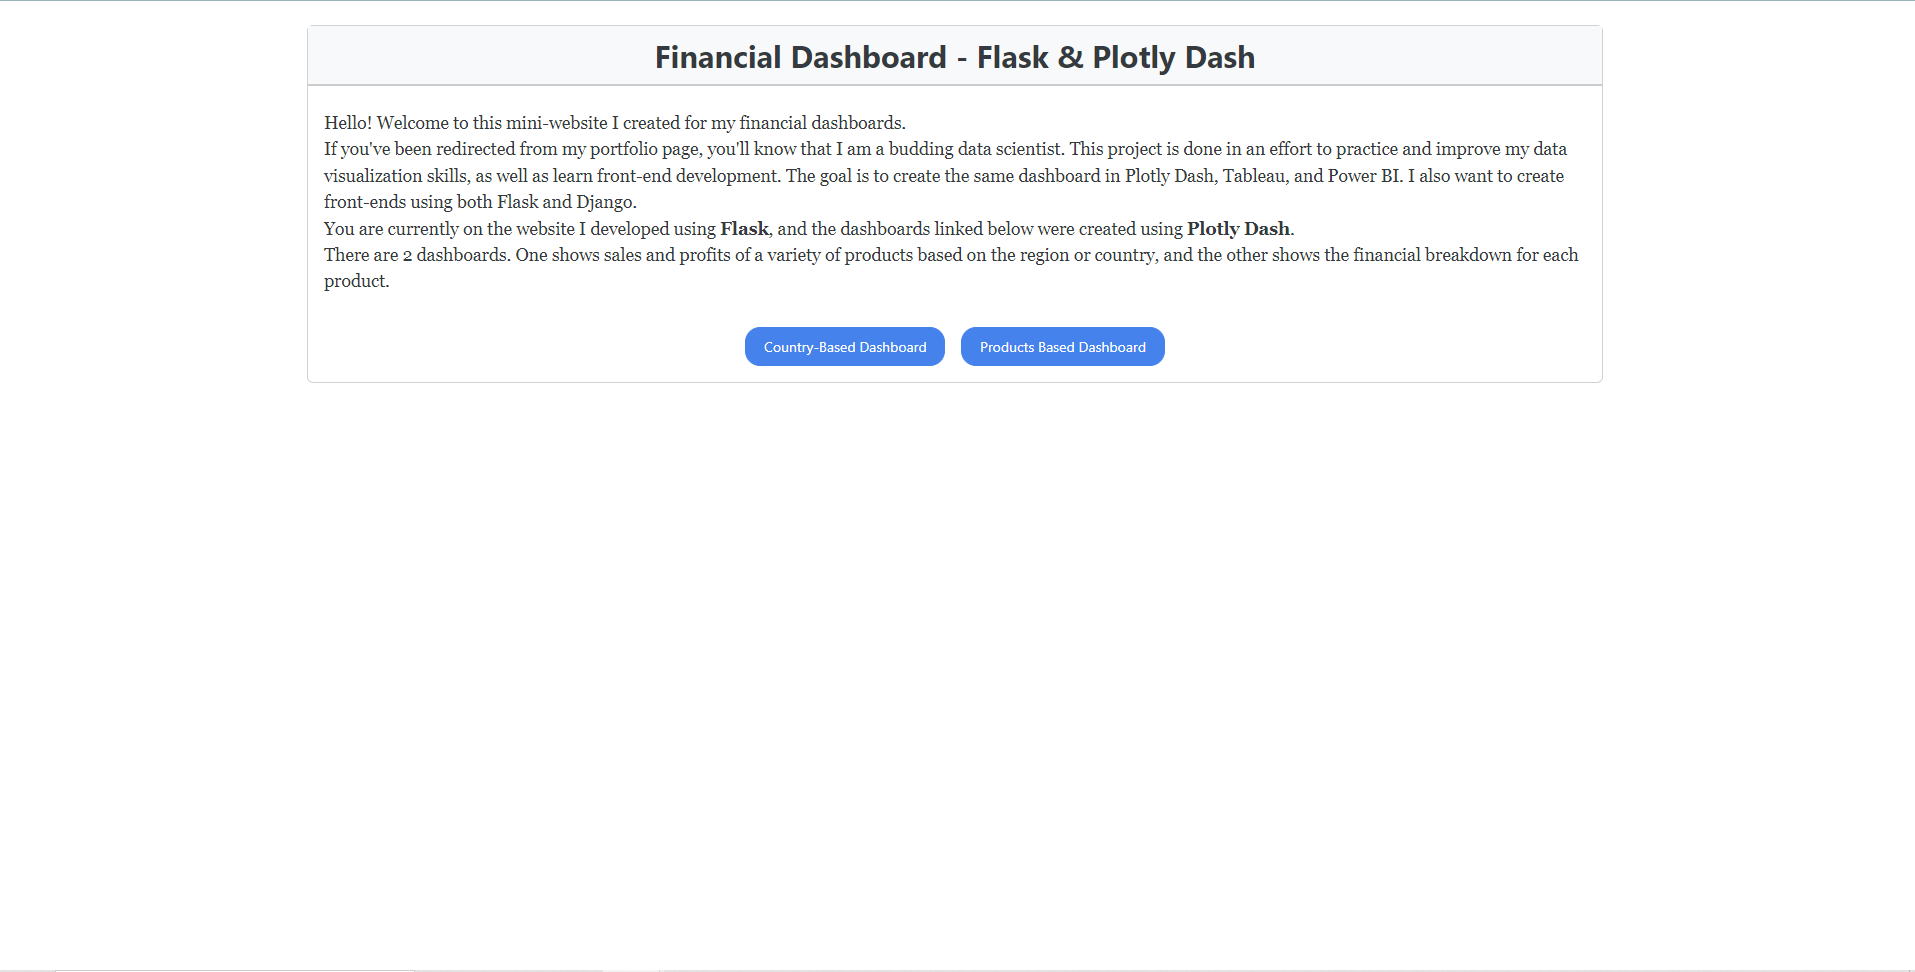 Financial Dashboard - Flask & Plotly Dash
Hello! Welcome to this mini-website I created for my financial dashboards.
If you've been redirected from my portfolio page, you'll know that I am a budding data scientist. This project is done in an effort to practice and improve my data
visualization skills, as well as learn front-end development. The goal is to create the same dashboard in Plotly Dash, Tableau, and Power BI. I also want to create
front-ends using both Flask and Django.
You are currently on the website I developed using Flask, and the dashboards linked below were created using Plotly Dash.
There are 2 dashboards. One shows sales and profits of a variety of products based on the region or country, and the other shows the financial breakdown for each
product.
Country-Based Dashboard
Products Based Dashboard